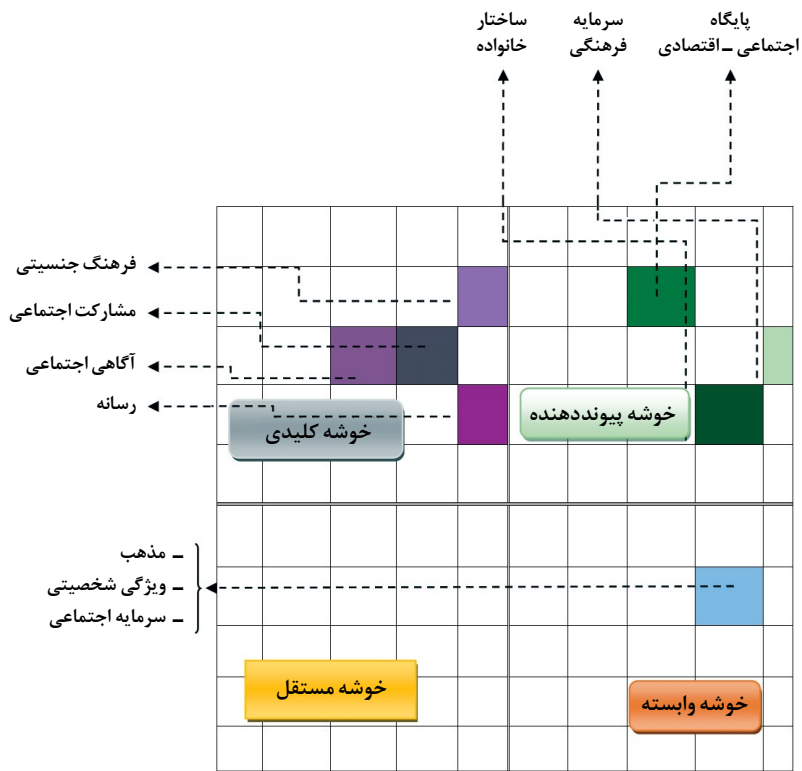 پایگاه
اجتماعی ـ اقتصادی
سرمایه
فرهنگی
ساختار
خانواده
فرهنگ جنسیتی
مشارکت اجتماعی
آگاهی اجتماعی
رسانه
خوشه پیونددهنده
خوشه کلیدی
ـ مذهب
ـ ویژگی شخصیتی
ـ سرمایه اجتماعی
خوشه وابسته
خوشه مستقل